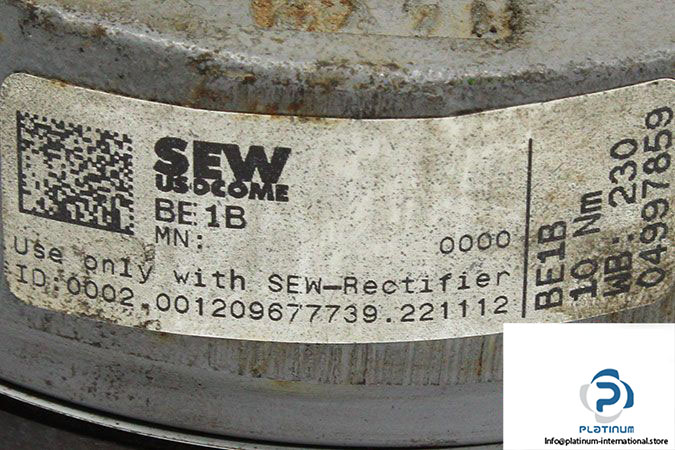 SEW
USOCOME
BE1B
MN: 0000
Use only with SEW-Rectifier
ID:0002.001209677739.221112
BE1B
10 Nm
WB: 230
04997859
PLATINUM
Info@platinum-international.store